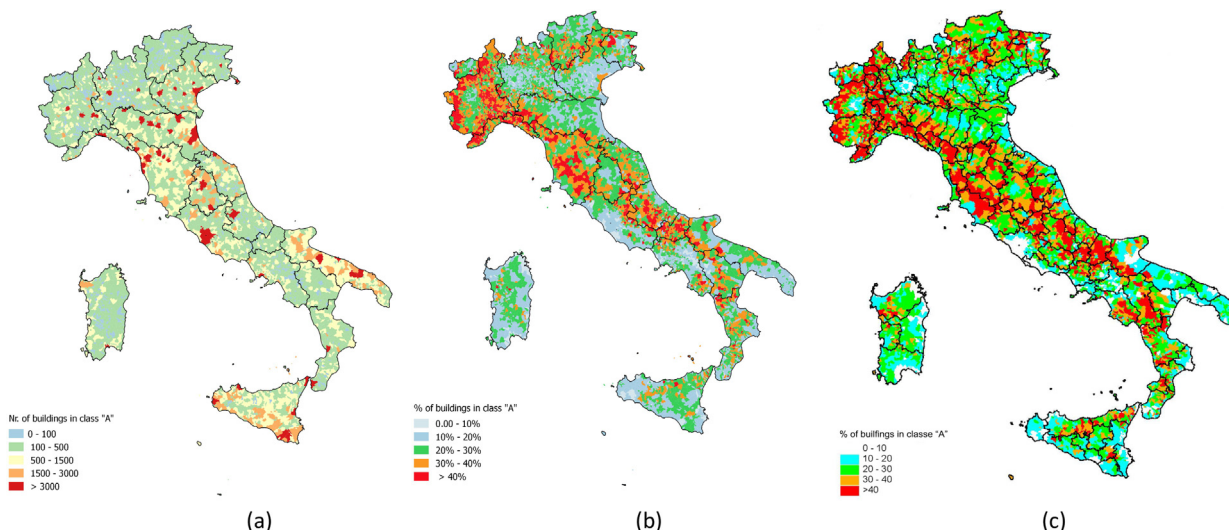 Nr. of buildings in class "A"
0 - 100
100 - 500
500 - 1500
1500 - 3000
> 3000
(a)
% of buildings in class "A"
0.00 - 10%
10% - 20%
20% - 30%
30% - 40%
> 40%
(b)
% of builfings in classe "A"
0 - 10
10 - 20
20 - 30
30 - 40
>40
(c)